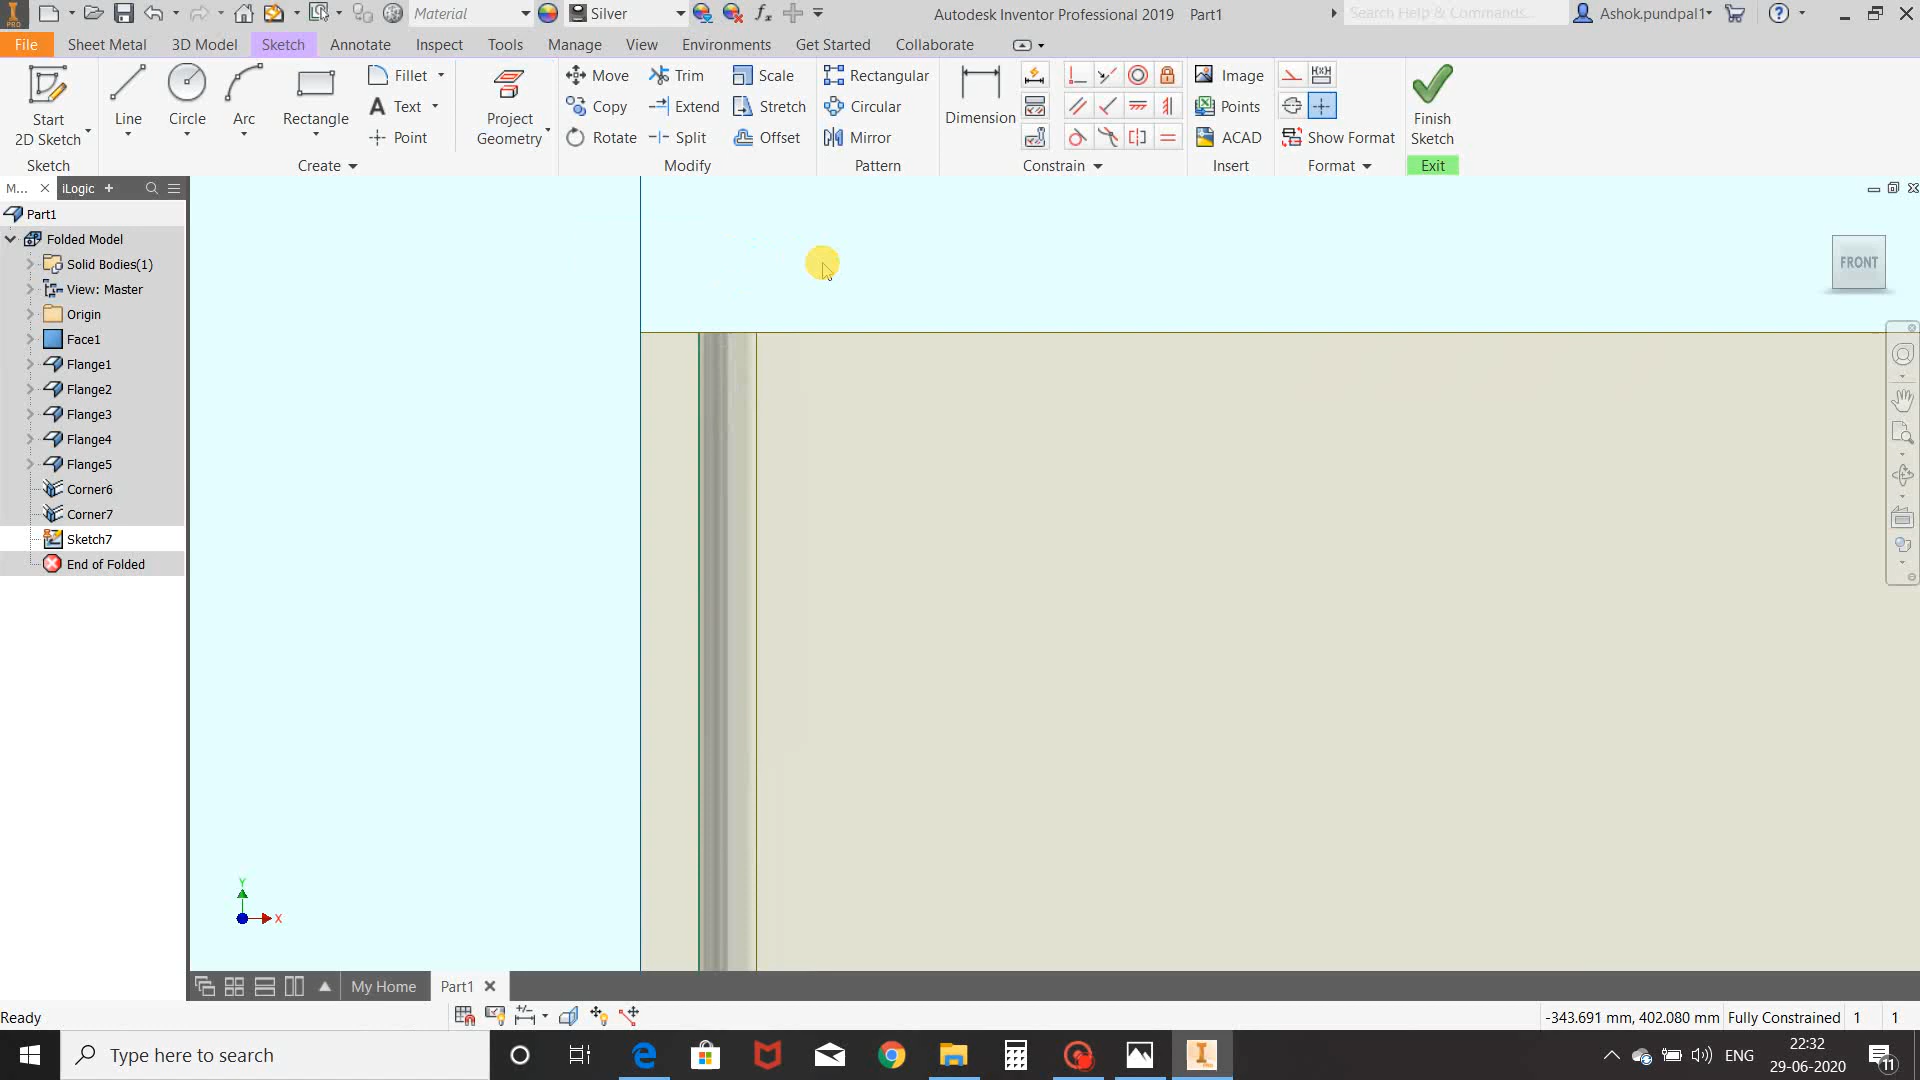 PRO
Material
Silver
Autodesk Inventor Professional 2019 Part1
Search Help & Commands...
Ashok.pundpal1
File Sheet Metal 3D Model Sketch Annotate Inspect Tools Manage View Environments Get Started Collaborate
Start
2D Sketch
Line
Circle
Arc
Rectangle
Fillet
Text
Point
Project
Geometry
Move
Trim
Scale
Copy
Extend
Stretch
Rotate
Split
Offset
Rectangular
Circular
Mirror
Dimension
Image
Points
ACAD
Show Format
Finish
Sketch
Sketch
Create
Modify
Pattern
Constrain
Insert
Format
Exit
M...
iLogic
Part1
Folded Model
Solid Bodies(1)
View: Master
Origin
Face1
Flange1
Flange2
Flange3
Flange4
Flange5
Corner6
Corner7
Sketch7
End of Folded
FRONT
Y
X
My Home
Part1
Ready
-343.691 mm, 402.080 mm
Fully Constrained
1
1
Type here to search
ENG
22:32
29-06-2020
11